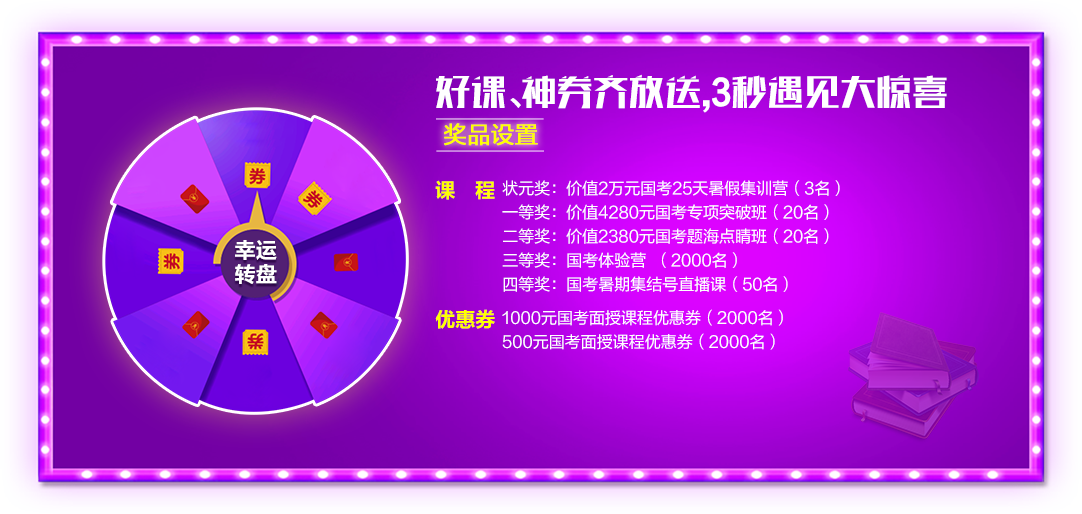 好课、神券齐放送,3秒遇见大惊喜
奖品设置
课 程 状元奖：价值2万元国考25天暑假集训营（3名）
一等奖：价值4280元国考专项突破班（20名）
二等奖：价值2380元国考题海点睛班（20名）
三等奖：国考体验营 （2000名）
四等奖：国考暑期集结号直播课（50名）
优惠券 1000元国考面授课程优惠券（2000名）
500元国考面授课程优惠券（2000名）
券
券
券
券
幸运
转盘